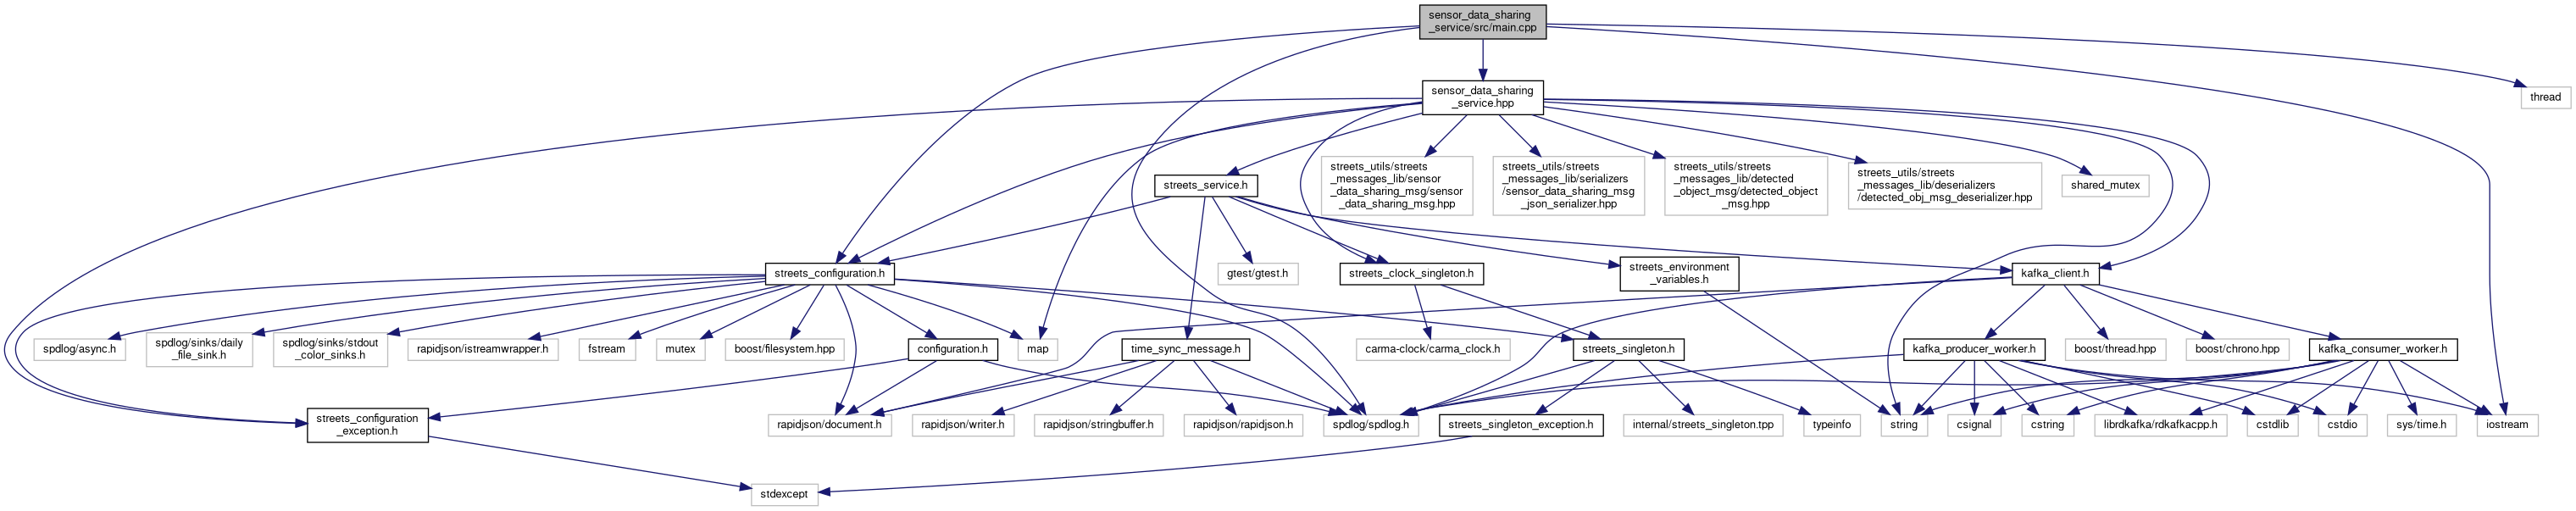 sensor_data_sharing
_service/src/main.cpp
sensor_data_sharing
_service.hpp
thread
streets_service.h
streets_utils/streets
_messages_lib/sensor
_data_sharing_msg/sensor
_data_sharing_msg.hpp
streets_utils/streets
_messages_lib/serializers
/sensor_data_sharing_msg
_json_serializer.hpp
streets_utils/streets
_messages_lib/detected
_object_msg/detected_object
_msg.hpp
streets_utils/streets
_messages_lib/deserializers
/detected_obj_msg_deserializer.hpp
shared_mutex
streets_configuration.h
gtest/gtest.h
streets_clock_singleton.h
streets_environment
_variables.h
kafka_client.h
spdlog/async.h
spdlog/sinks/daily
_file_sink.h
spdlog/sinks/stdout
_color_sinks.h
rapidjson/istreamwrapper.h
fstream
mutex
boost/filesystem.hpp
configuration.h
map
time_sync_message.h
carma-clock/carma_clock.h
streets_singleton.h
kafka_producer_worker.h
boost/thread.hpp
boost/chrono.hpp
kafka_consumer_worker.h
streets_configuration
_exception.h
rapidjson/document.h
rapidjson/writer.h
rapidjson/stringbuffer.h
rapidjson/rapidjson.h
spdlog/spdlog.h
streets_singleton_exception.h
internal/streets_singleton.tpp
typeinfo
string
csignal
cstring
librdkafka/rdkafkacpp.h
cstdlib
cstdio
sys/time.h
iostream
stdexcept